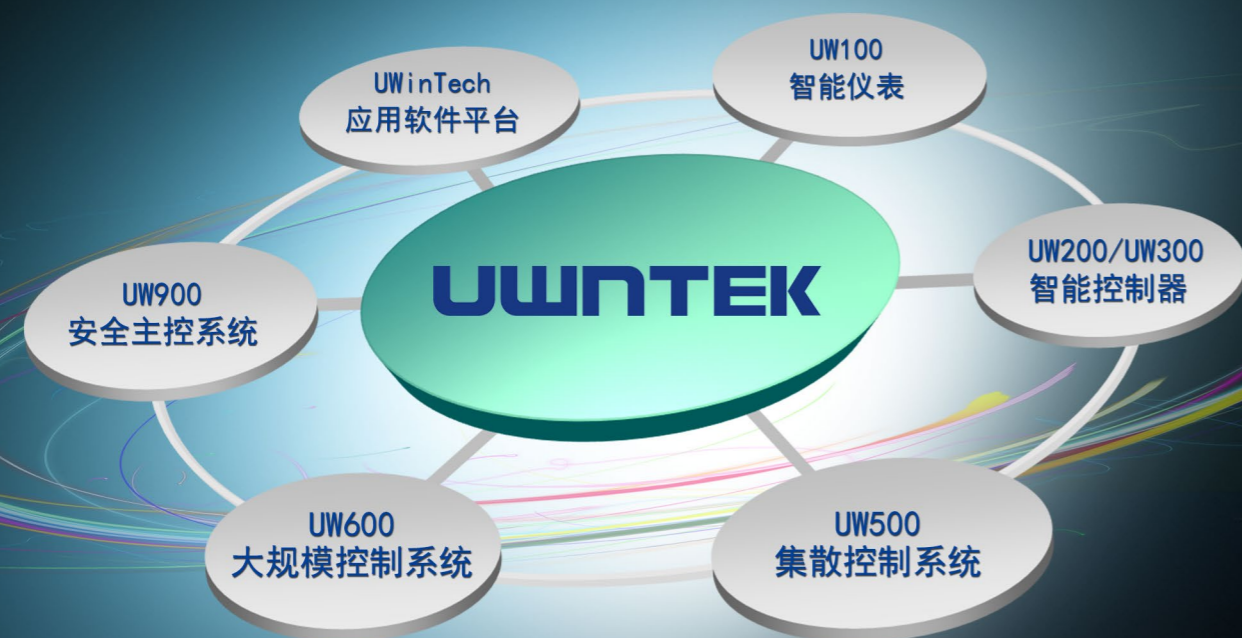 UWinTech
应用软件平台
UW100
智能仪表
UW200/UW300
智能控制器
UWNTEK
UW900
安全主控系统
UW600
大规模控制系统
UW500
集散控制系统